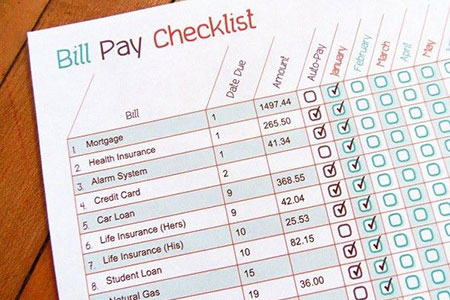 Bill Pay Checklist
Bill Date Due Amount Auto-Pay January February March April May
1 Mortgage 1 1497.44
2 Health Insurance 1 265.50
3 Alarm System 1 41.34
4 Credit Card 2
5 Car Loan 9 368.55
6 Life Insurance (Hers) 9 42.04
7 Life Insurance (His) 10 25.53
8 Student Loan 10 82.15
Natural Gas 15
19 36.00